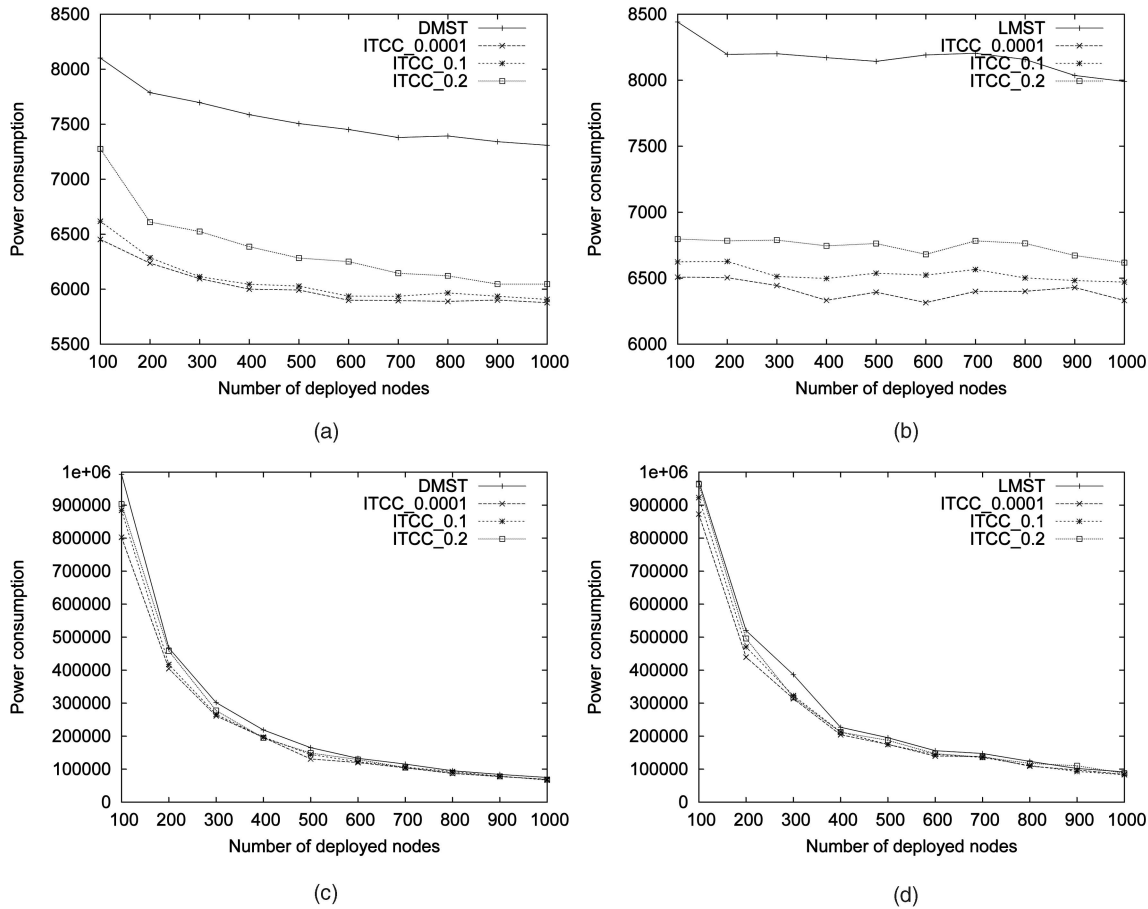 8500
8000
7500
7000
6500
6000
5500
Power consumption
DMST
ITCC_0.0001
ITCC_0.1
ITCC_0.2
100 200 300 400 500 600 700 800 900 1000
Number of deployed nodes
(a)
8500
8000
7500
7000
6500
6000
Power consumption
LMST
ITCC_0.0001
ITCC_0.1
ITCC_0.2
100 200 300 400 500 600 700 800 900 1000
Number of deployed nodes
(b)
1e+06
900000
800000
700000
600000
500000
400000
300000
200000
100000
0
Power consumption
DMST
ITCC_0.0001
ITCC_0.1
ITCC_0.2
100 200 300 400 500 600 700 800 900 1000
Number of deployed nodes
(c)
1e+06
900000
800000
700000
600000
500000
400000
300000
200000
100000
0
Power consumption
LMST
ITCC_0.0001
ITCC_0.1
ITCC_0.2
100 200 300 400 500 600 700 800 900 1000
Number of deployed nodes
(d)